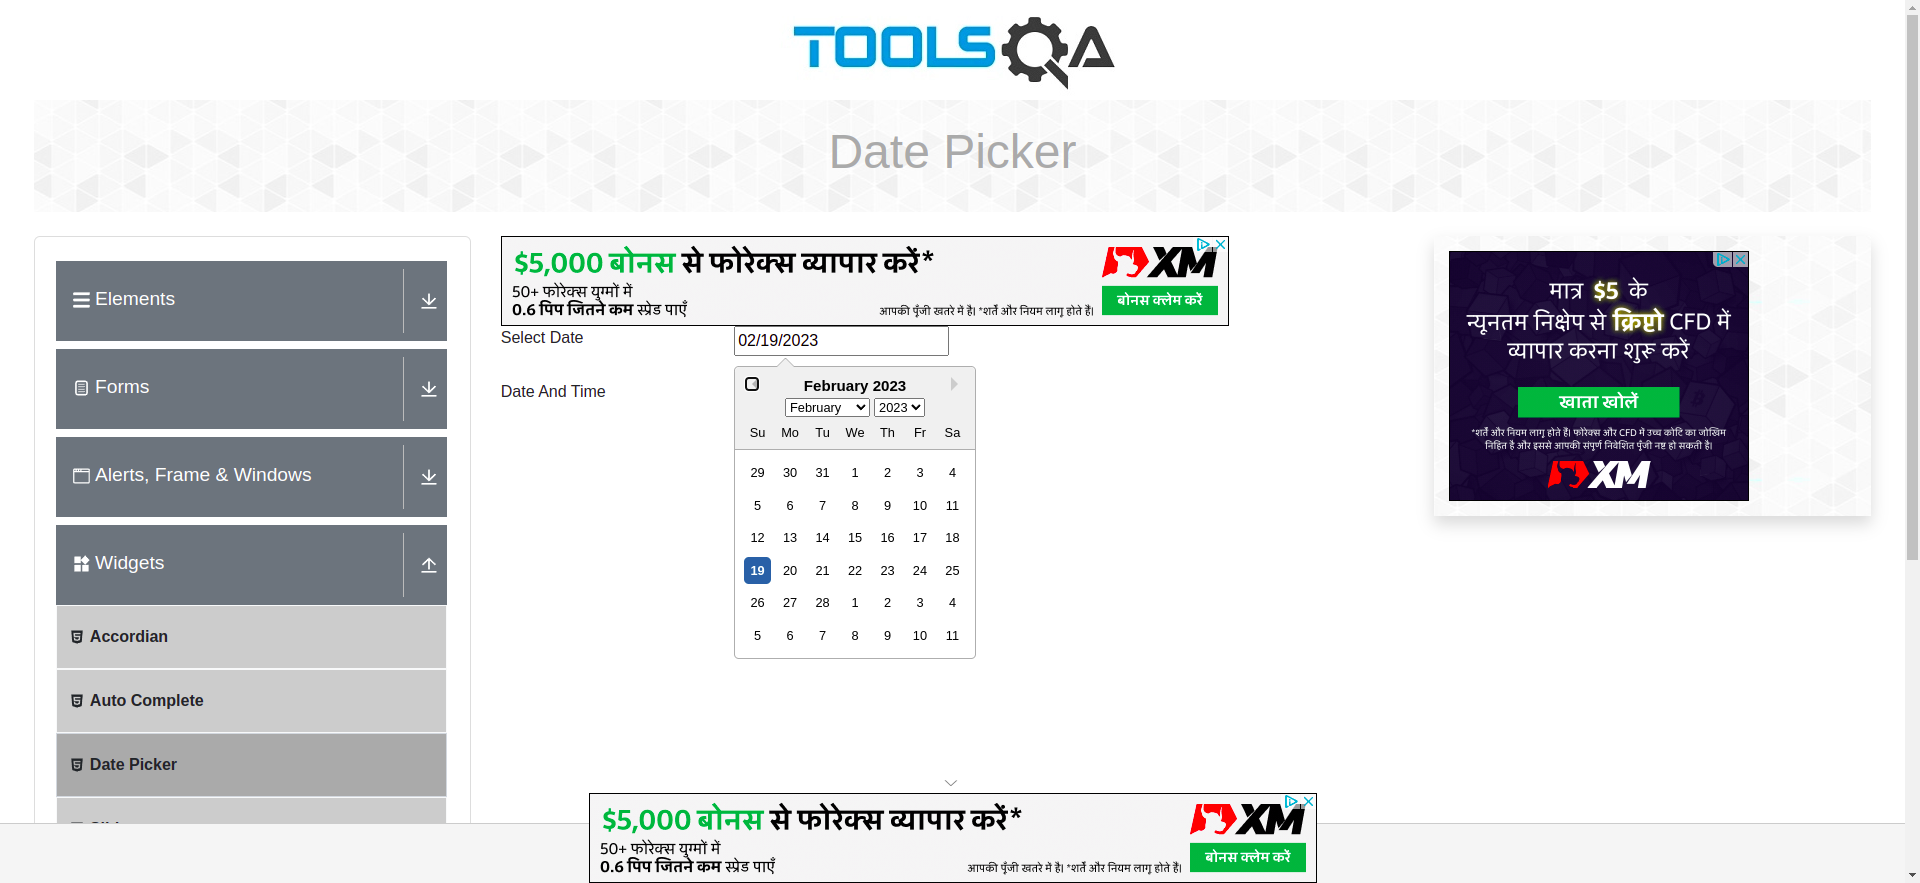 TOOLSQA
Date Picker
Elements
Forms
Alerts, Frame & Windows
Widgets
Accordian
Auto Complete
Date Picker
$5,000 बोनस से फोरेक्स व्यापार करें*
50+ फोरेक्स युग्मों में
0.6 पिप जितने कम स्प्रेड पाएँ
आपकी पूँजी खतरे में है। *शर्तें और नियम लागू होते हैं।
XM
बोनस क्लेम करें
Select Date
02/19/2023
Date And Time
February 2023
February 2023
Su Mo Tu We Th Fr Sa
29 30 31 1 2 3 4
5 6 7 8 9 10 11
12 13 14 15 16 17 18
19 20 21 22 23 24 25
26 27 28 1 2 3 4
5 6 7 8 9 10 11
मात्र $5 के
न्यूनतम निक्षेप से क्रिप्टो CFD में
व्यापार करना शुरू करें
खाता खोलें
*शर्तें और नियम लागू होते हैं। फोरेक्स और CFD में उच्च कोटि का जोखिम
निहित है और इससे आपकी संपूर्ण निवेशित पूँजी नष्ट हो सकती है।
XM
$5,000 बोनस से फोरेक्स व्यापार करें*
50+ फोरेक्स युग्मों में
0.6 पिप जितने कम स्प्रेड पाएँ
आपकी पूँजी खतरे में है। *शर्तें और नियम लागू होते हैं।
XM
बोनस क्लेम करें